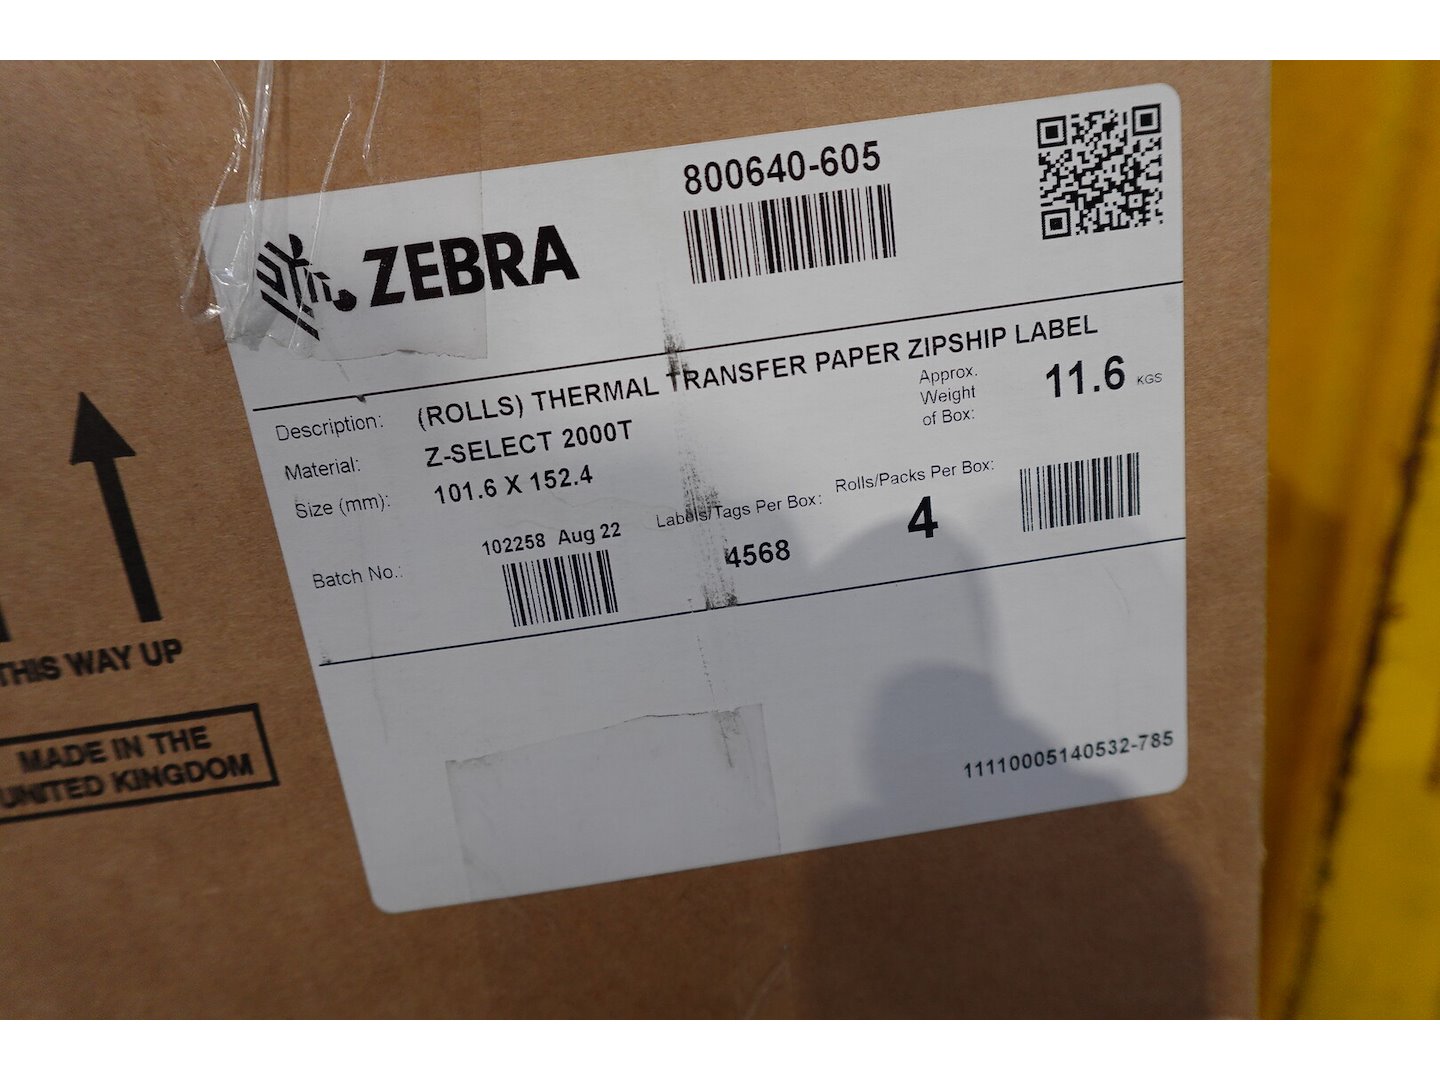 800640-605
ZEBRA
Description: (ROLLS) THERMAL TRANSFER PAPER ZIPSHIP LABEL
Material: Z-SELECT 2000T
Approx.
Weight
of Box:
11.6 KGS
Size (mm): 101.6 X 152.4
Batch No.: 102258 Aug 22
Labels/Tags Per Box:
4568
Rolls/Packs Per Box:
4
11110005140532-785
THIS WAY UP
MADE IN THE
UNITED KINGDOM